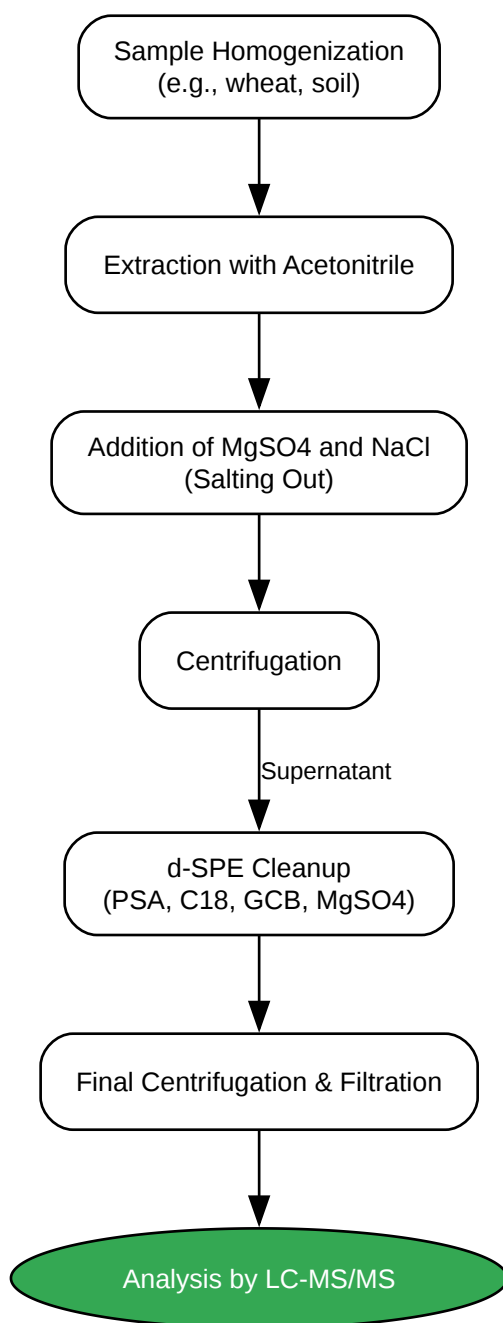 Sample Homogenization
(e.g., wheat, soil)
Extraction with Acetonitrile
Addition of MgSO4 and NaCl
(Salting Out)
Centrifugation
Supernatant
d-SPE Cleanup
(PSA, C18, GCB, MgSO4)
Final Centrifugation & Filtration
Analysis by LC-MS/MS